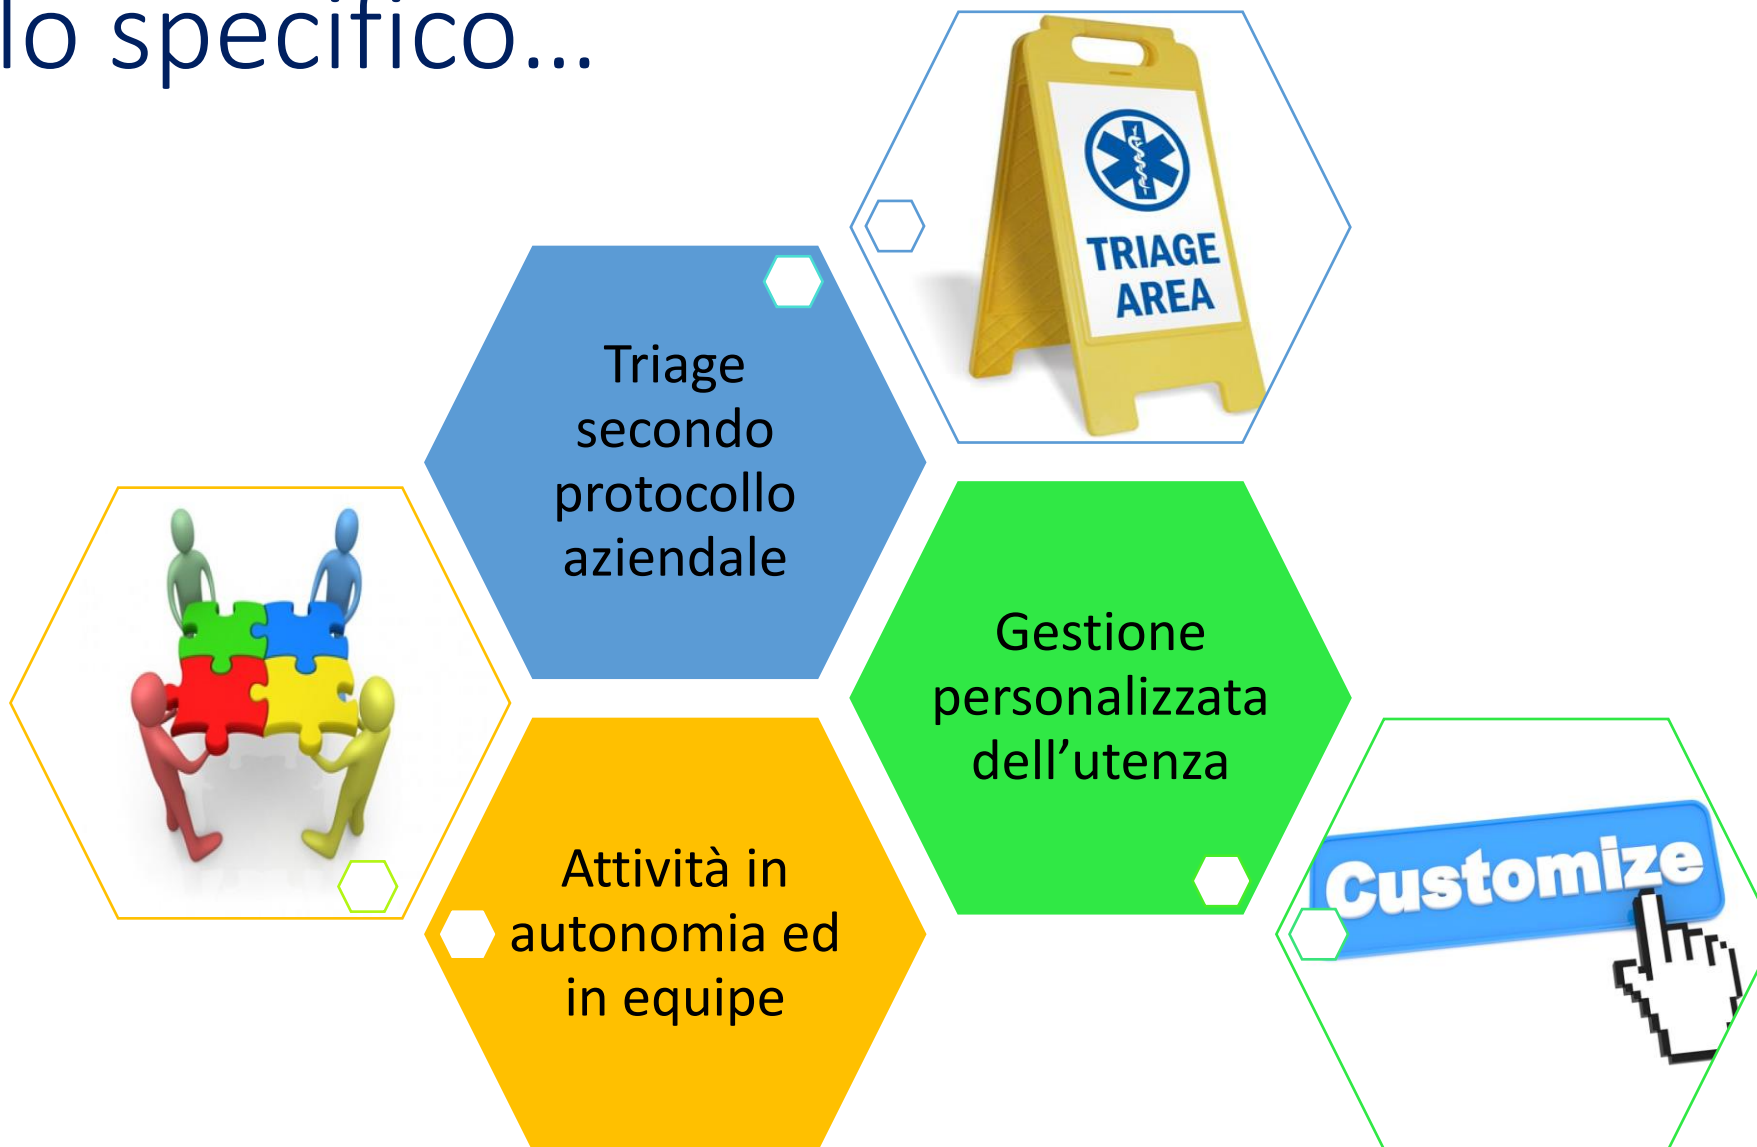 lo specifico...
TRIAGE
AREA
Triage
secondo
protocollo
aziendale
Gestione
personalizzata
dell’utenza
Attività in
autonomia ed
in equipe
Customize